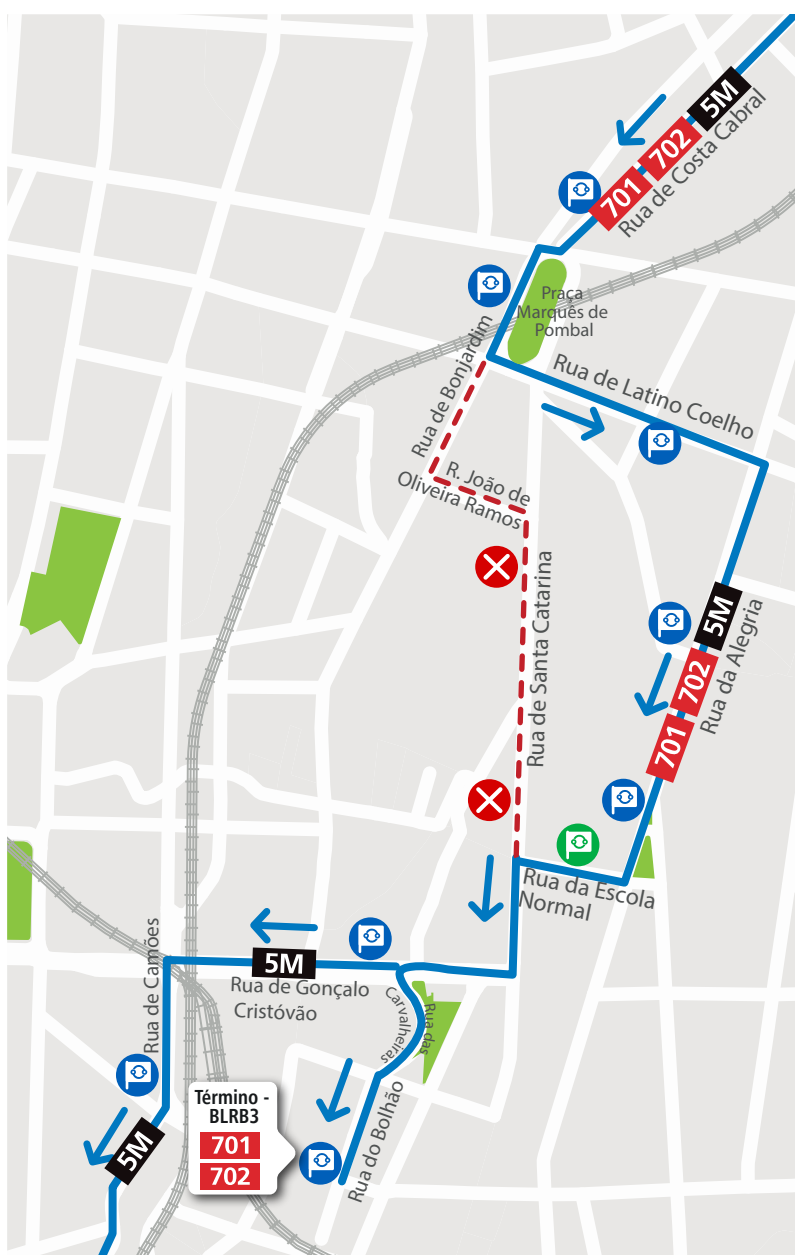 5M
702
701
Rua de Costa Cabral
Praça
Marquês de
Pombal
Rua de Bonjardim
Rua de Latino Coelho
R. João de
Oliveira Ramos
Rua de Santa Catarina
5M
702
701
Rua da Alegria
Rua da Escola
Normal
5M
Rua de Gonçalo
Cristóvão
Rua de Camões
Rua das
Carvalheiras
Rua do Bolhão
Término -
BLRB3
701
702
5M